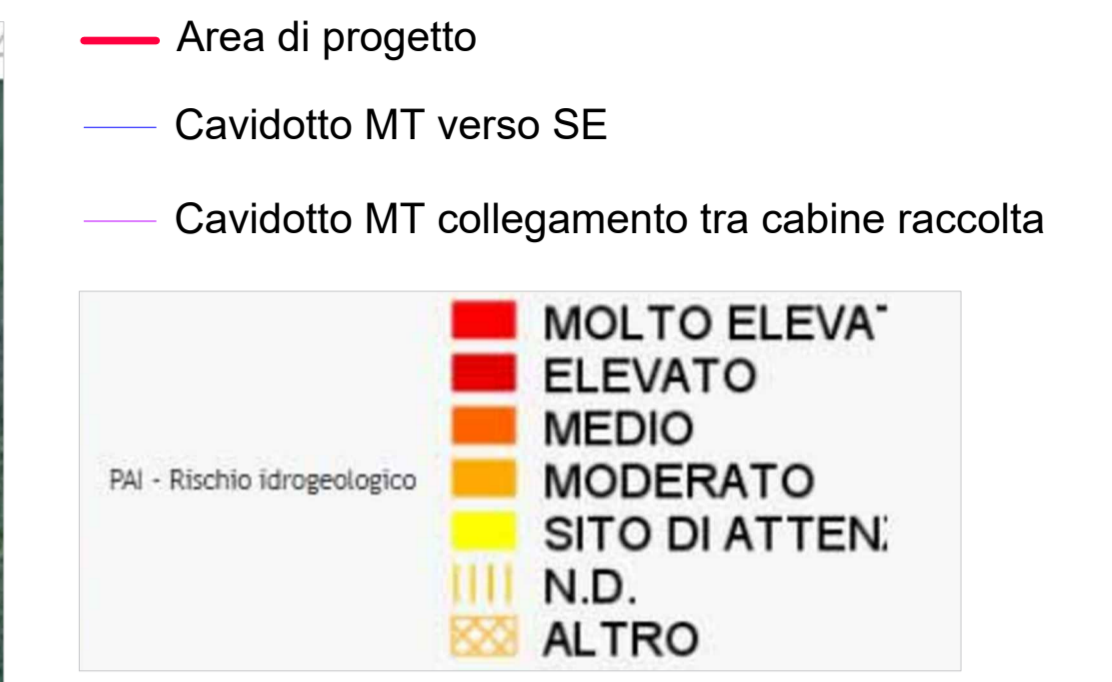 Area di progetto
Cavidotto MT verso SE
Cavidotto MT collegamento tra cabine raccolta
PAI - Rischio idrogeologico
MOLTO ELEVA
ELEVATO
MEDIO
MODERATO
SITO DI ATTEN
N.D.
ALTRO